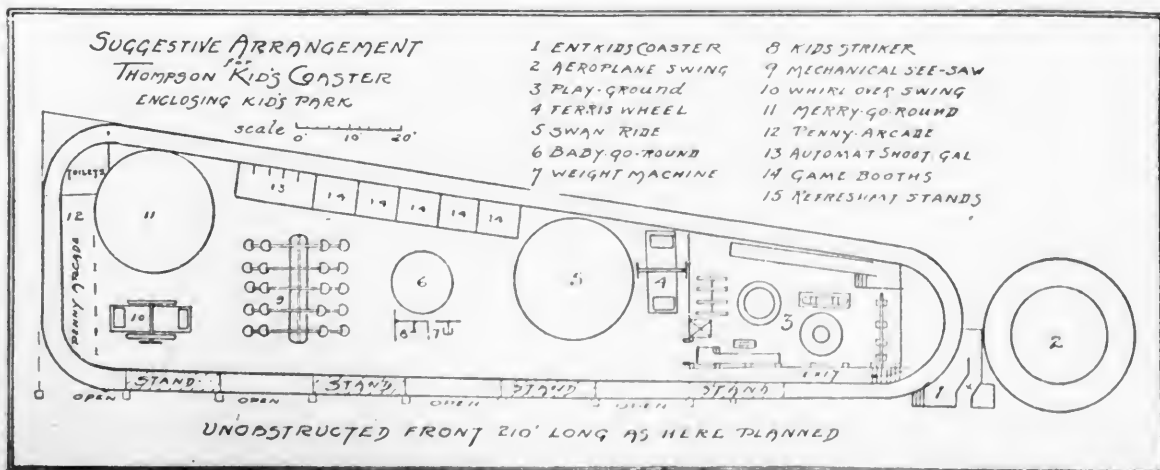 SUGGESTIVE ARRANGEMENT
FOR
THOMPSON KID'S COASTER
ENCLOSING KID'S PARK
scale 0' 10' 20'
1 ENT KIDS COASTER
2 AEROPLANE SWING
3 PLAY-GROUND
4 FERRIS WHEEL
5 SWAN RIDE
6 BABY-GO-ROUND
7 WEIGHT MACHINE
8 KIDS STRIKER
9 MECHANICAL SEE-SAW
10 WHIRL OVER SWING
11 MERRY-GO-ROUND
12 PENNY-ARCADE
13 AUTOMAT SHOOT. GAL
14 GAME BOOTHS
15 REFRESHMT STANDS
TOILETS
12
PENNY ARCADE
11
13
14
14
14
14
14
10
9
6
8
7
5
4
3
EXIT
1
2
STAND
STAND
STAND
STAND
OPEN
OPEN
OPEN
OPEN
UNOBSTRUCTED FRONT 210' LONG AS HERE PLANNED